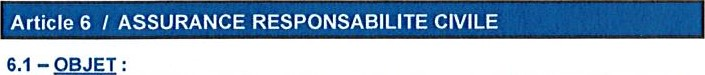 Article 6 / ASSURANCE RESPONSABILITE CIVILE
6.1 – OBJET :